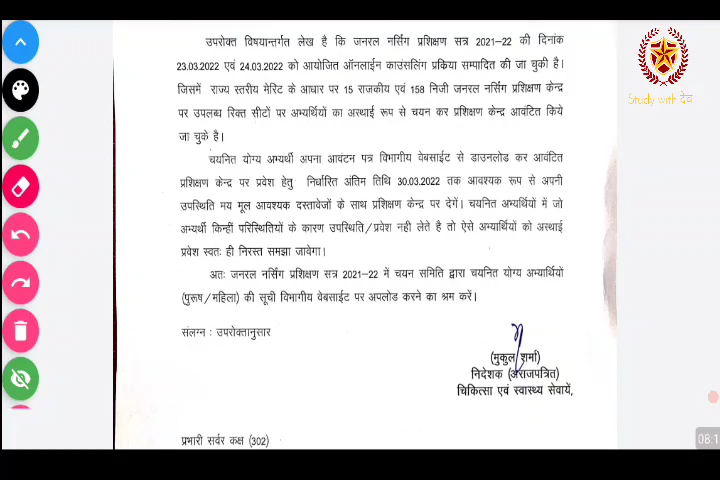 Study with देव
उपरोक्त विषयान्तर्गत लेख है कि जनरल नर्सिंग प्रशिक्षण सत्र 2021-22 की दिनांक
23.03.2022 एवं 24.03.2022 को आयोजित ऑनलाईन काउंसलिंग प्रकिया सम्पादित की जा चुकी है।
जिसमें राज्य स्तरीय मेरिट के आधार पर 15 राजकीय एवं 158 निजी जनरल नर्सिंग प्रशिक्षण केन्द्र
पर उपलब्ध रिक्त सीटों पर अभ्यर्थियों का अस्थाई रूप से चयन कर प्रशिक्षण केन्द्र आवंटित किये
जा चुके है।
चयनित योग्य अभ्यर्थी अपना आवंटन पत्र विभागीय वेबसाईट से डाउनलोड कर आवंटित
प्रशिक्षण केन्द्र पर प्रवेश हेतु निर्धारित अंतिम तिथि 30.03.2022 तक आवश्यक रूप से अपनी
उपस्थिति मय मूल आवश्यक दस्तावेजों के साथ प्रशिक्षण केन्द्र पर देगें। चयनित अभ्यर्थियों में जो
अभ्यर्थी किन्हीं परिस्थितियों के कारण उपस्थिति/प्रवेश नही लेते है तो ऐसे अभ्यार्थियों को अस्थाई
प्रवेश स्वतः ही निरस्त समझा जावेगा।
अतः जनरल नर्सिंग प्रशिक्षण सत्र 2021-22 में चयन समिति द्वारा चयनित योग्य अभ्यार्थियों
(पुरूष/महिला) की सूची विभागीय वेबसाईट पर अपलोड करने का श्रम करें।
संलग्न : उपरोक्तानुसार
(मुकुल शर्मा)
निदेशक (अराजपत्रित)
चिकित्सा एवं स्वास्थ्य सेवायें,
प्रभारी सर्वर कक्ष (302)
08:1